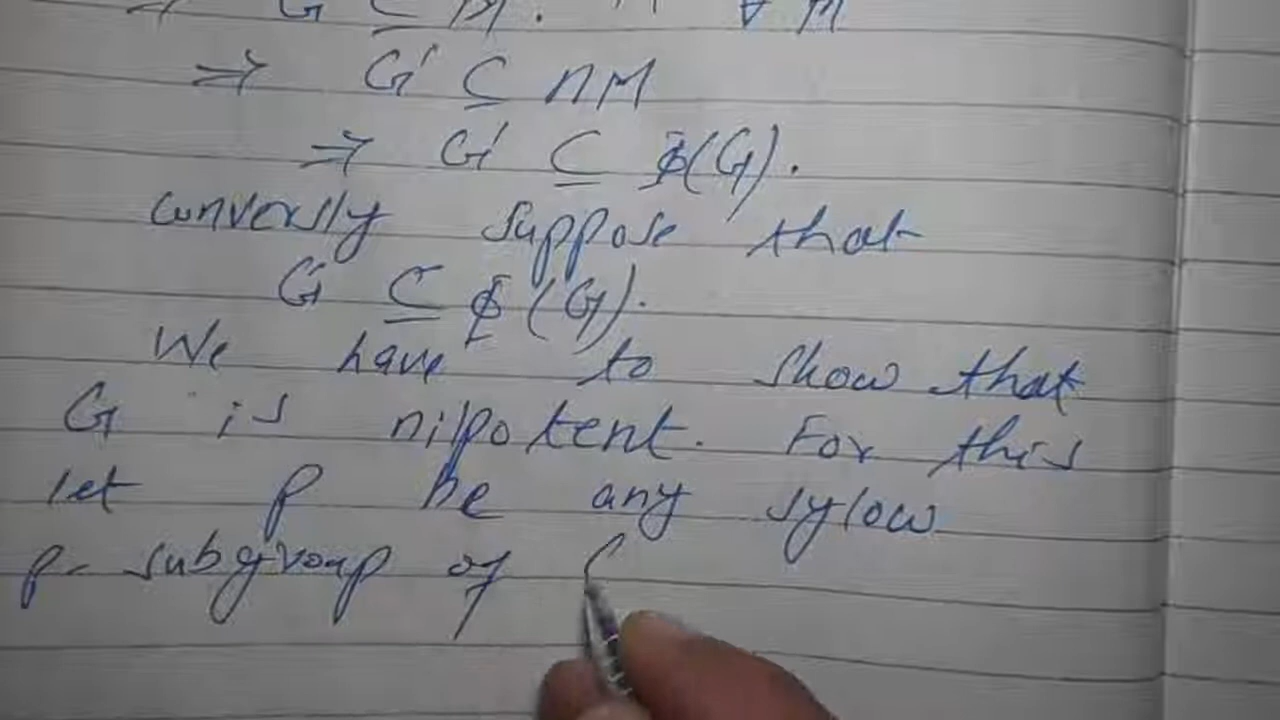 ⇒ G' ⊆ M. ∀ M
⇒ G' ⊆ ∩M
⇒ G' ⊆ ϕ(G).
conversly suppose that
G' ⊆ ϕ(G).
We have to show that
G is nilpotent. For this
let p be any sylow
p- subgroup of